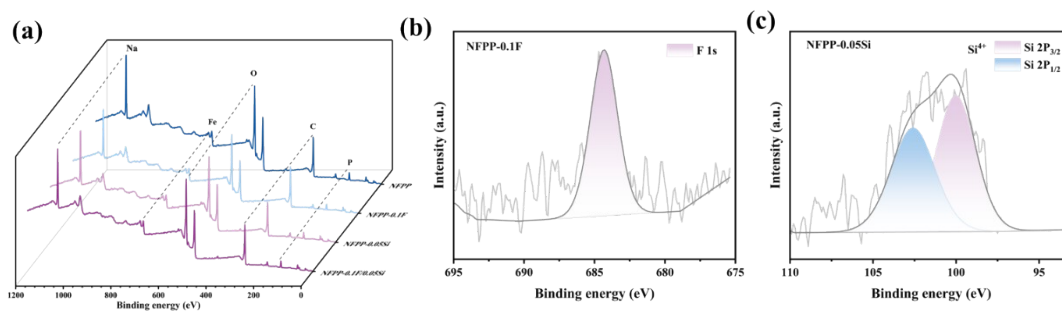 (a)
Na
O
Fe
C
P
NFPP
NFPP-0.1F
NFPP-0.05Si
NFPP-0.1F/0.05Si
1200 1000 800 600 400 200 0
Binding energy (eV)
(b)
NFPP-0.1F
F 1s
Intensity (a.u.)
695 690 685 680 675
Binding energy (eV)
(c)
NFPP-0.05Si
Si⁴⁺
Si 2P₃/₂
Si 2P₁/₂
Intensity (a.u.)
110 105 100 95
Binding energy (eV)